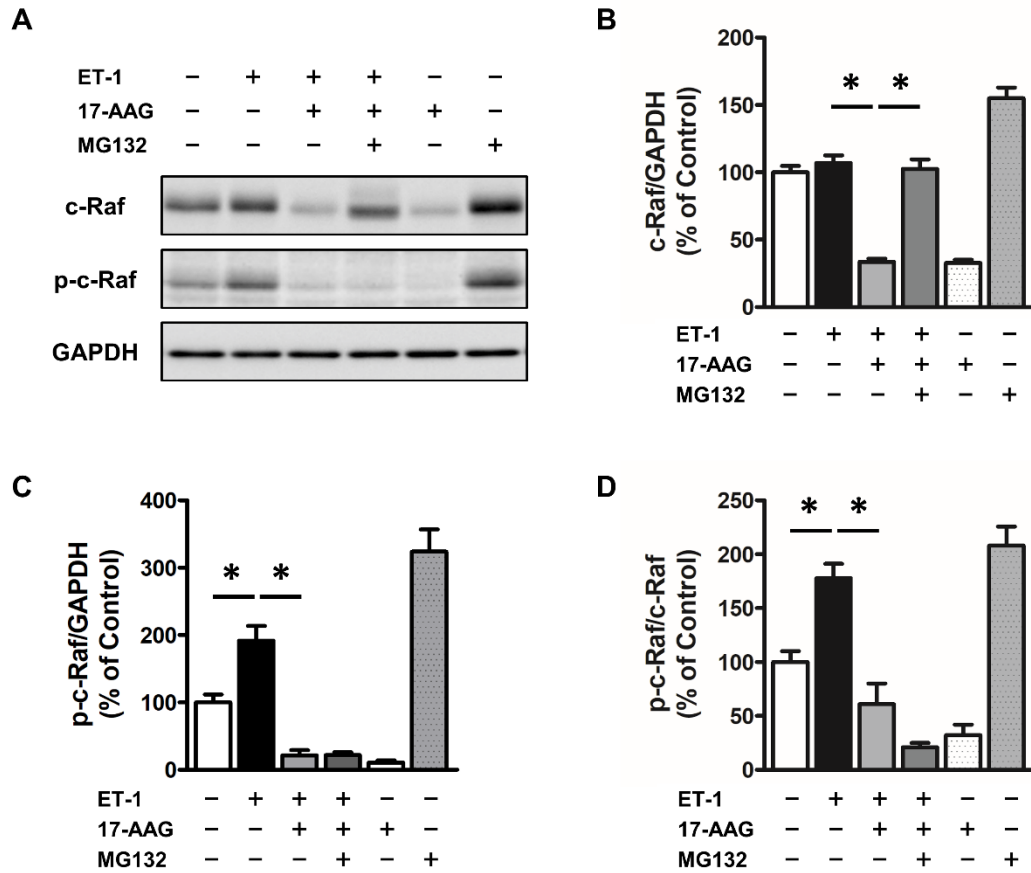 A
ET-1 – + + + – –
17-AAG – – + + + –
MG132 – – – + – +
c-Raf
p-c-Raf
GAPDH
B
c-Raf/GAPDH
(% of Control)
200
150
100
50
0
* *
ET-1 – + + + – –
17-AAG – – + + + –
MG132 – – – + – +
C
p-c-Raf/GAPDH
(% of Control)
400
300
200
100
0
* *
ET-1 – + + + – –
17-AAG – – + + + –
MG132 – – – + – +
D
p-c-Raf/c-Raf
(% of Control)
250
200
150
100
50
0
* *
ET-1 – + + + – –
17-AAG – – + + + –
MG132 – – – + – +